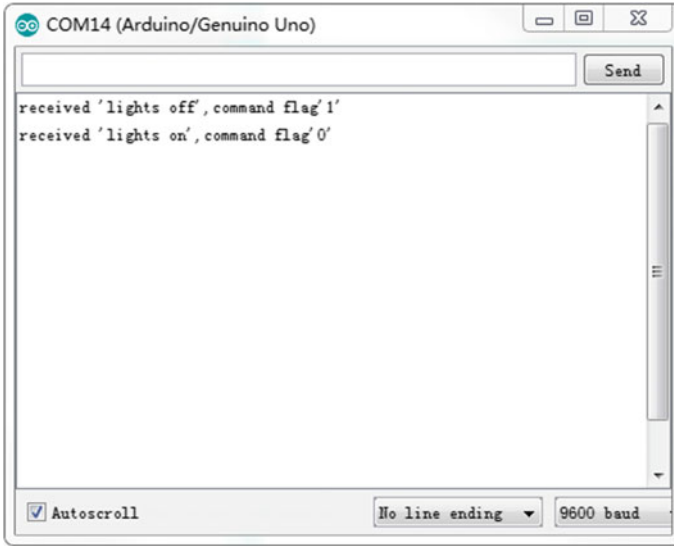 COM14 (Arduino/Genuino Uno)
Send
received 'lights off',command flag'1'
received 'lights on',command flag'0'
Autoscroll
No line ending
9600 baud